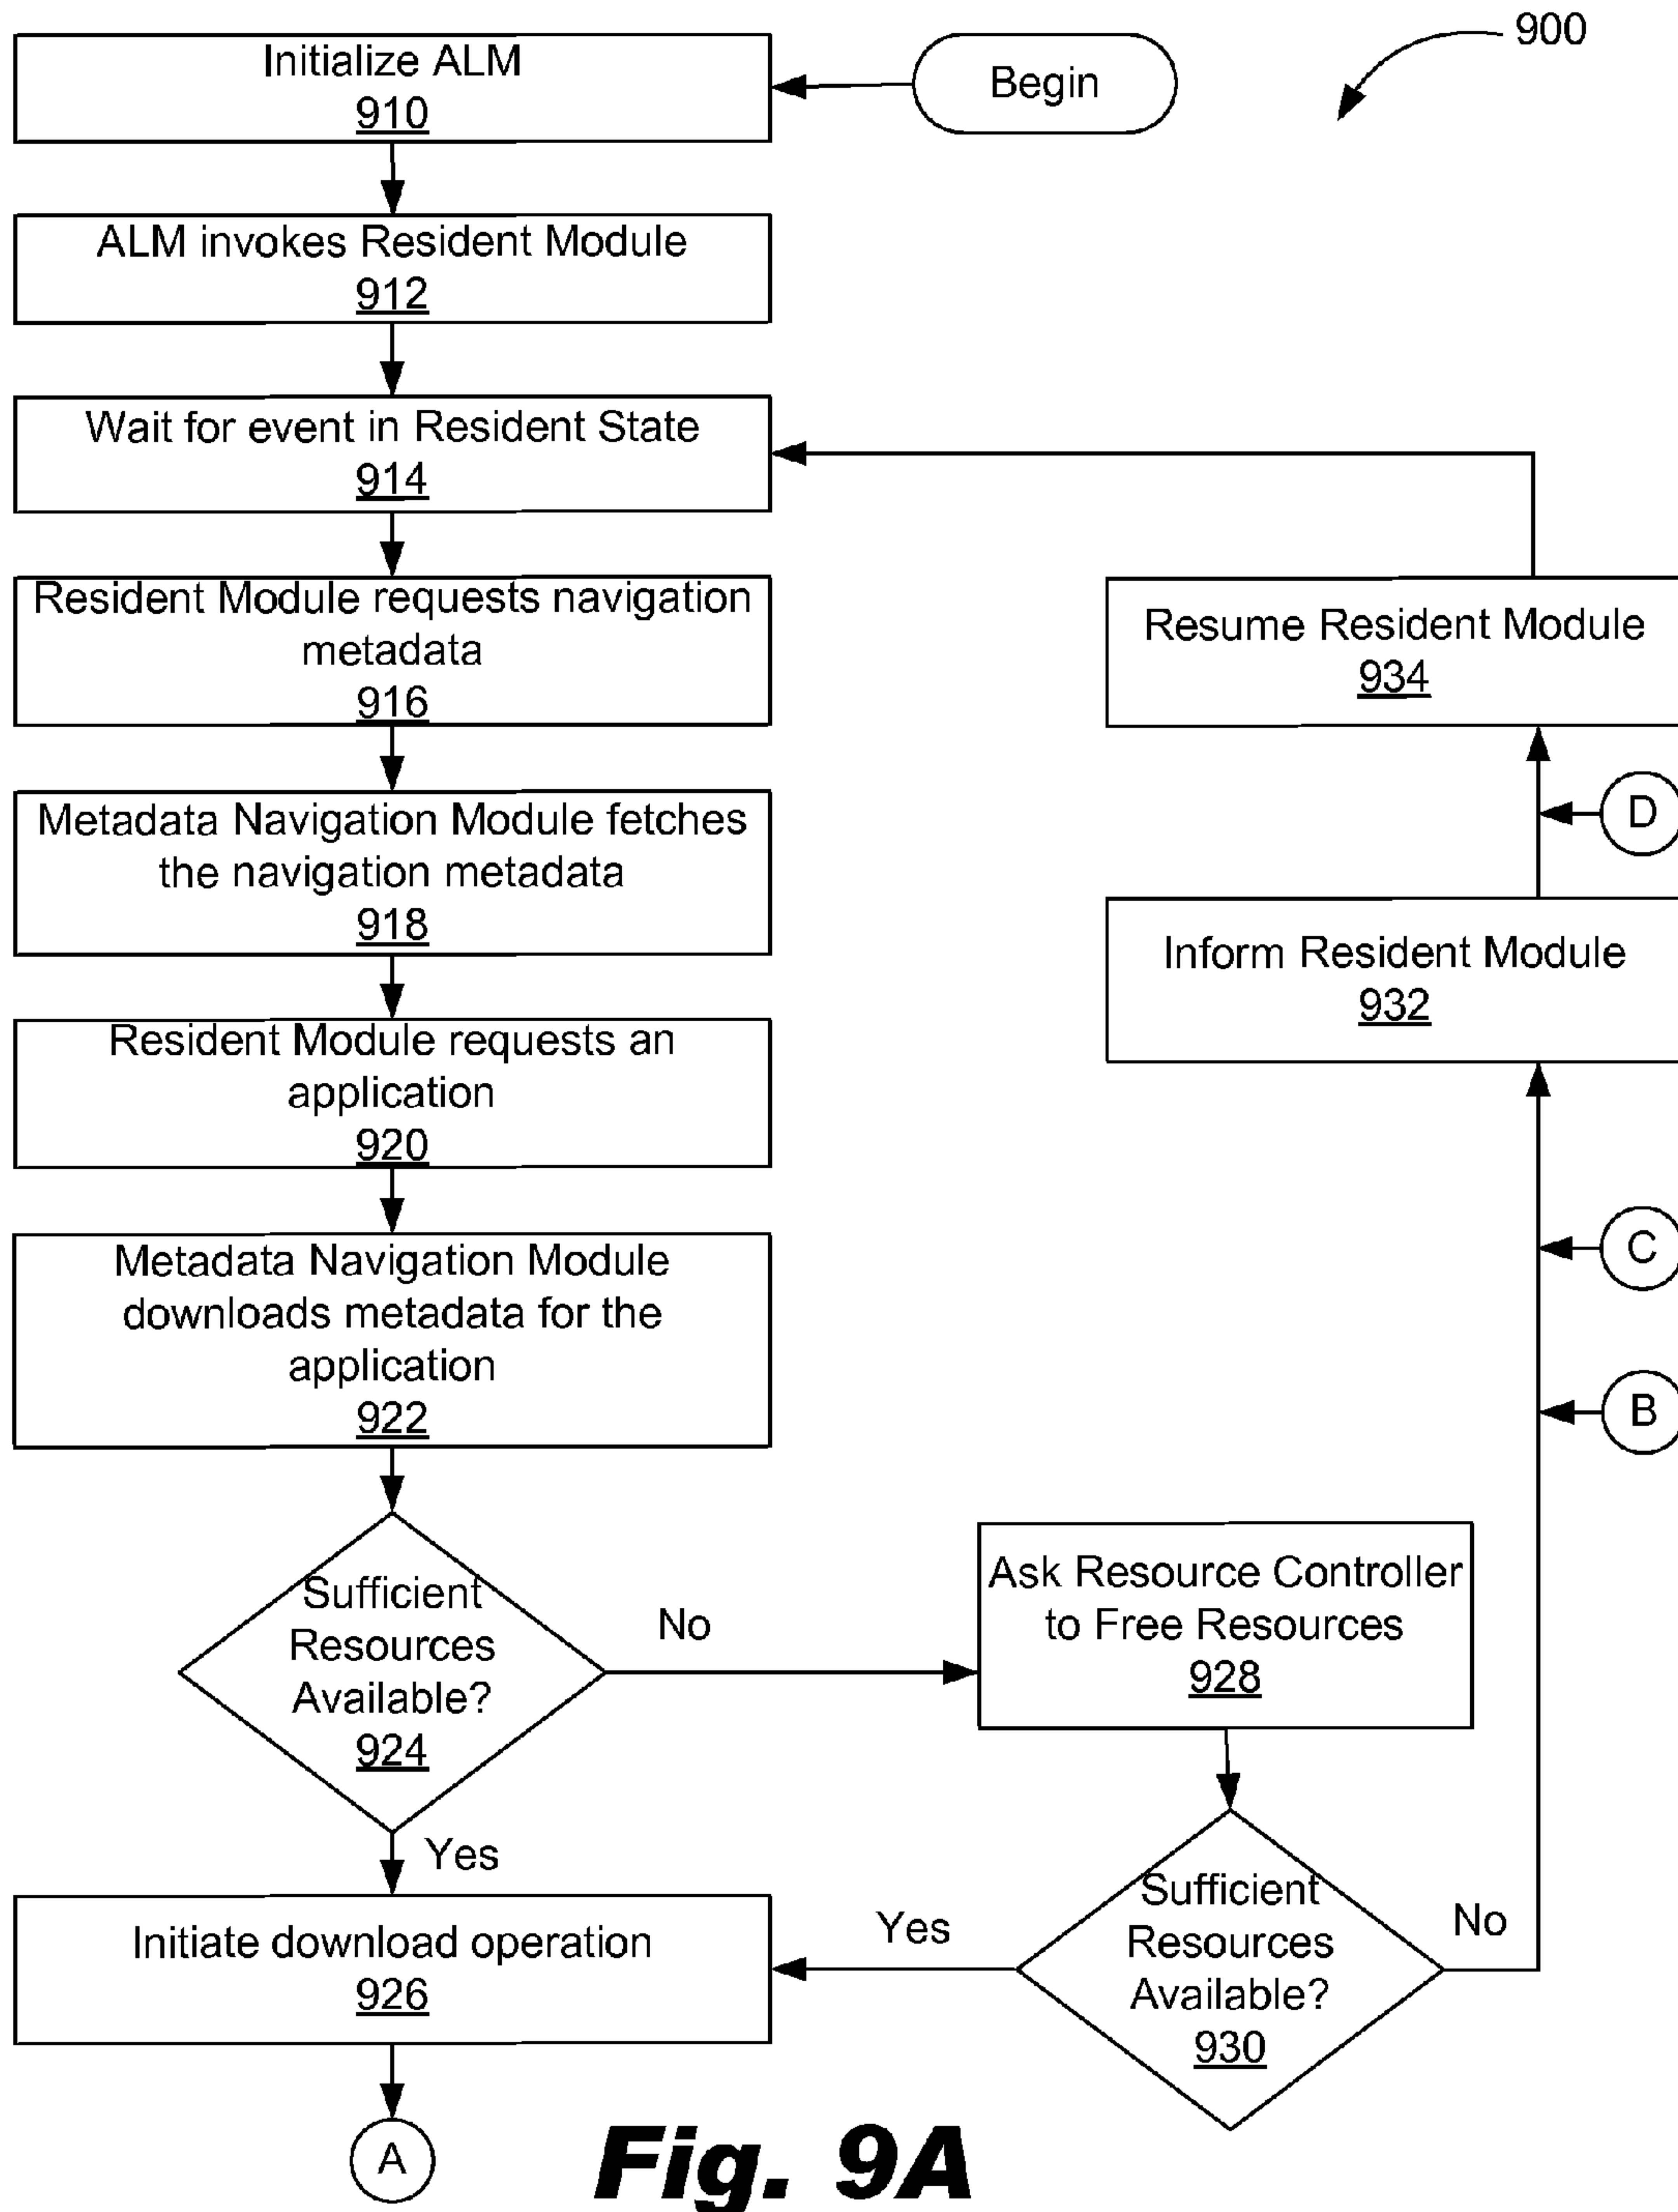 900
Begin
Initialize ALM
910
ALM invokes Resident Module
912
Wait for event in Resident State
914
Resident Module requests navigation
metadata
916
Resume Resident Module
934
Metadata Navigation Module fetches
the navigation metadata
918
D
Inform Resident Module
932
Resident Module requests an
application
920
Metadata Navigation Module
downloads metadata for the
application
922
C
B
Sufficient
Resources
Available?
924
No
Ask Resource Controller
to Free Resources
928
Yes
Initiate download operation
926
Yes
Sufficient
Resources
Available?
930
No
A
Fig. 9A